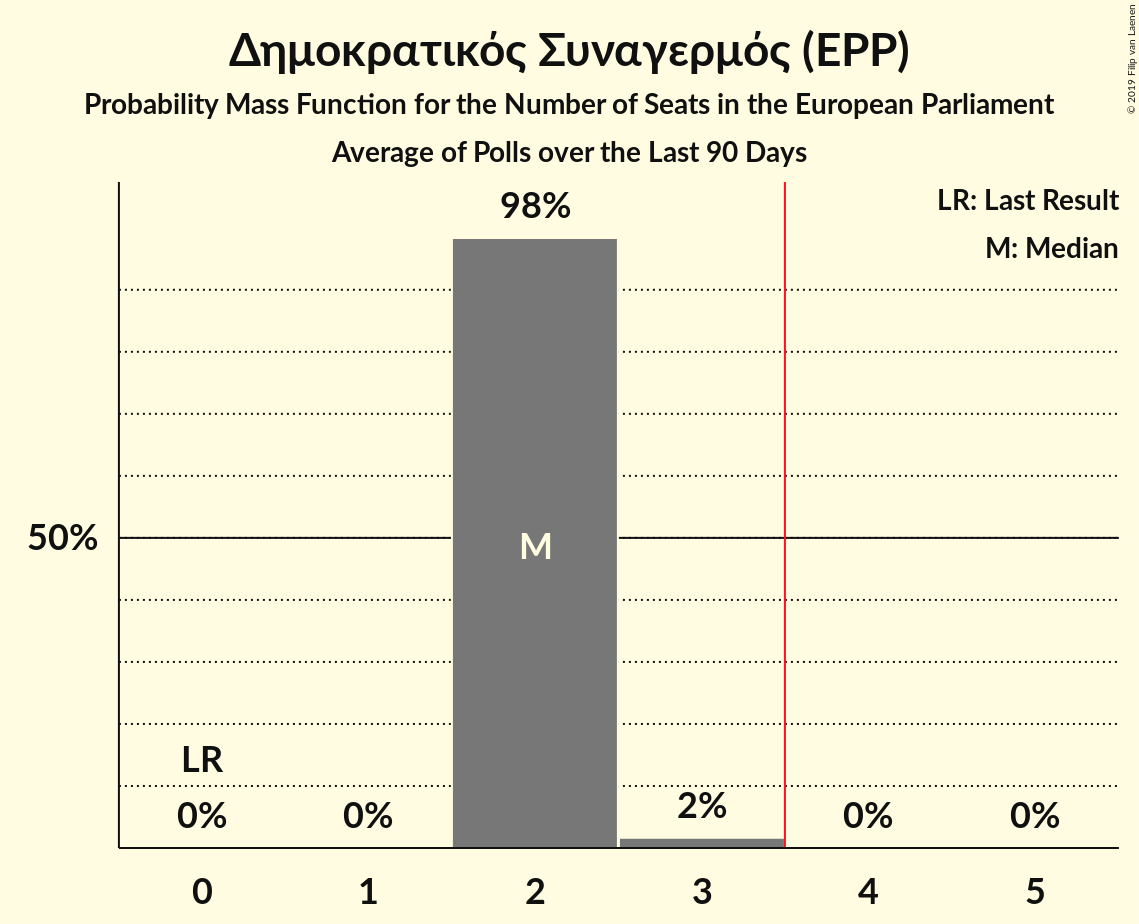 Δημοκρατικός Συναγερμός (EPP)
Probability Mass Function for the Number of Seats in the European Parliament
Average of Polls over the Last 90 Days
© 2019 Filip van Laenen
LR: Last Result
M: Median
98%
50%
M
LR
0%
0%
2%
0%
0%
0
1
2
3
4
5